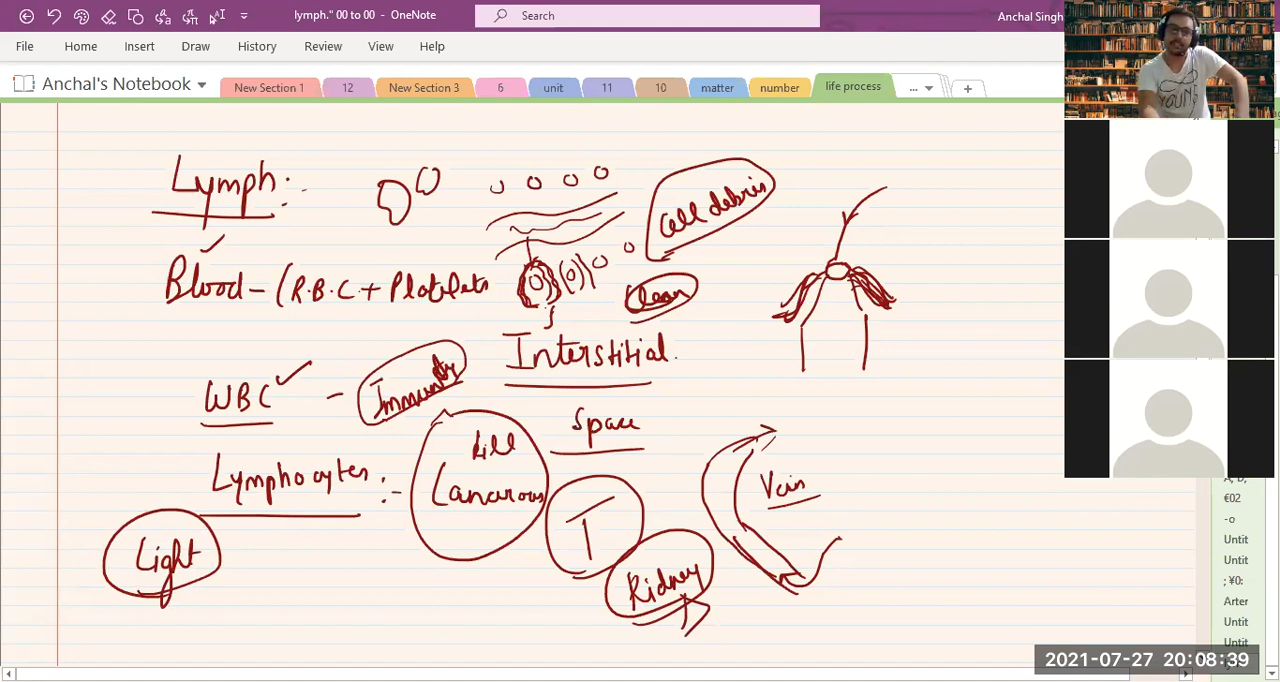 lymph." 00 to 00 - OneNote
Search
Anchal Singh
File Home Insert Draw History Review View Help
Anchal's Notebook
New Section 1 12 New Section 3 6 unit 11 10 matter number life process ...
Lymph :-
cell debris
Blood - (R.B.C + Platelets
Clean
Interstitial
WBC - Immunity
Space
kill
Lymphocytes :- Cancerous
Vein
T
Light
Kidney
A, B,
€02
-o
Untit
Untit
; ¥0:
Arter
Untit
Untit
2021-07-27 20:08:39